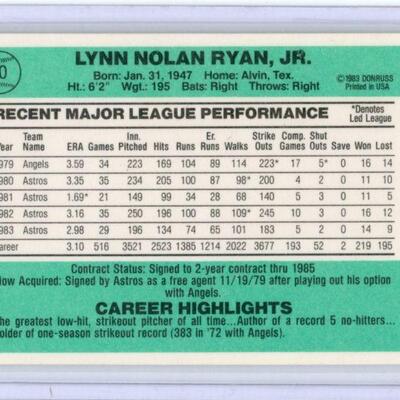 0
LYNN NOLAN RYAN, JR.
Born: Jan. 31, 1947 Home: Alvin, Tex.
Ht.: 6'2" Wgt.: 195 Bats: Right Throws: Right
©1983 DONRUSS
Printed in USA
RECENT MAJOR LEAGUE PERFORMANCE
*Denotes
Led League
Year Team Name ERA Games Inn. Pitched Hits Runs Er. Runs Walks Strike Outs Comp. Games Shut Outs Save Won Lost
1979 Angels 3.59 34 223 169 104 89 114 223* 17 5* 0 16 14
1980 Astros 3.35 35 234 205 100 87 98* 200 4 2 0 11 10
1981 Astros 1.69* 21 149 99 34 28 68 140 5 3 0 11 5
1982 Astros 3.16 35 250 196 100 88 109* 245 10 3 0 16 12
1983 Astros 2.98 29 196 134 74 65 101 183 5 2 0 14 9
Career 3.10 516 3521 2523 1385 1214 2022 3677 193 52 2 219 195
Contract Status: Signed to 2-year contract thru 1985
How Acquired: Signed by Astros as a free agent 11/19/79 after playing out his option
with Angels.
CAREER HIGHLIGHTS
The greatest low-hit, strikeout pitcher of all time...Author of a record 5 no-hitters...
Holder of one-season strikeout record (383 in '72 with Angels)